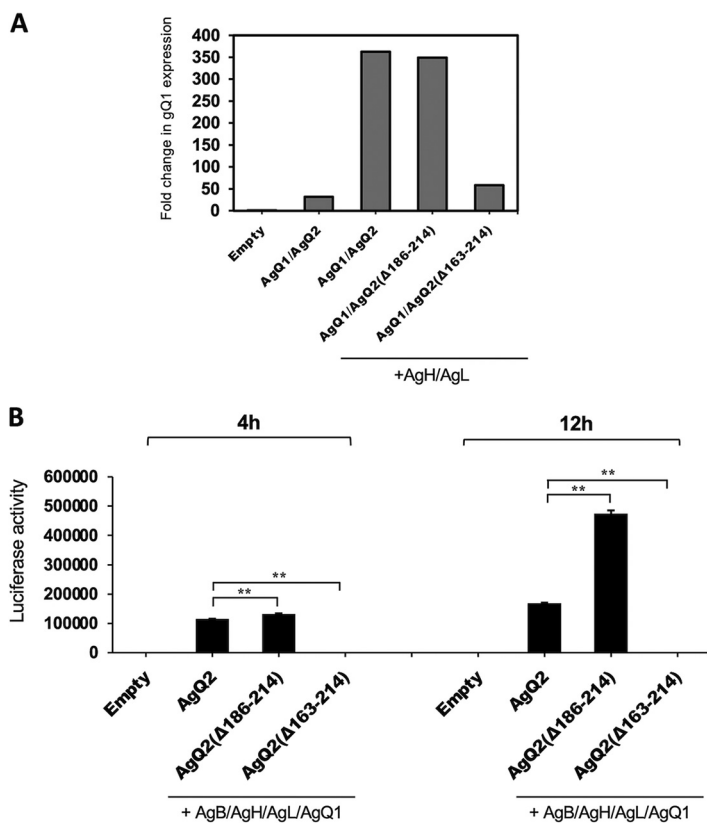 A
Fold change in gQ1 expression
400
350
300
250
200
150
100
50
0
Empty
AgQ1/AgQ2
AgQ1/AgQ2
AgQ1/AgQ2(Δ186-214)
AgQ1/AgQ2(Δ163-214)
+AgH/AgL
B
4h
12h
Luciferase activity
600000
500000
400000
300000
200000
100000
0
**
**
**
**
Empty
AgQ2
AgQ2(Δ186-214)
AgQ2(Δ163-214)
Empty
AgQ2
AgQ2(Δ186-214)
AgQ2(Δ163-214)
+ AgB/AgH/AgL/AgQ1
+ AgB/AgH/AgL/AgQ1